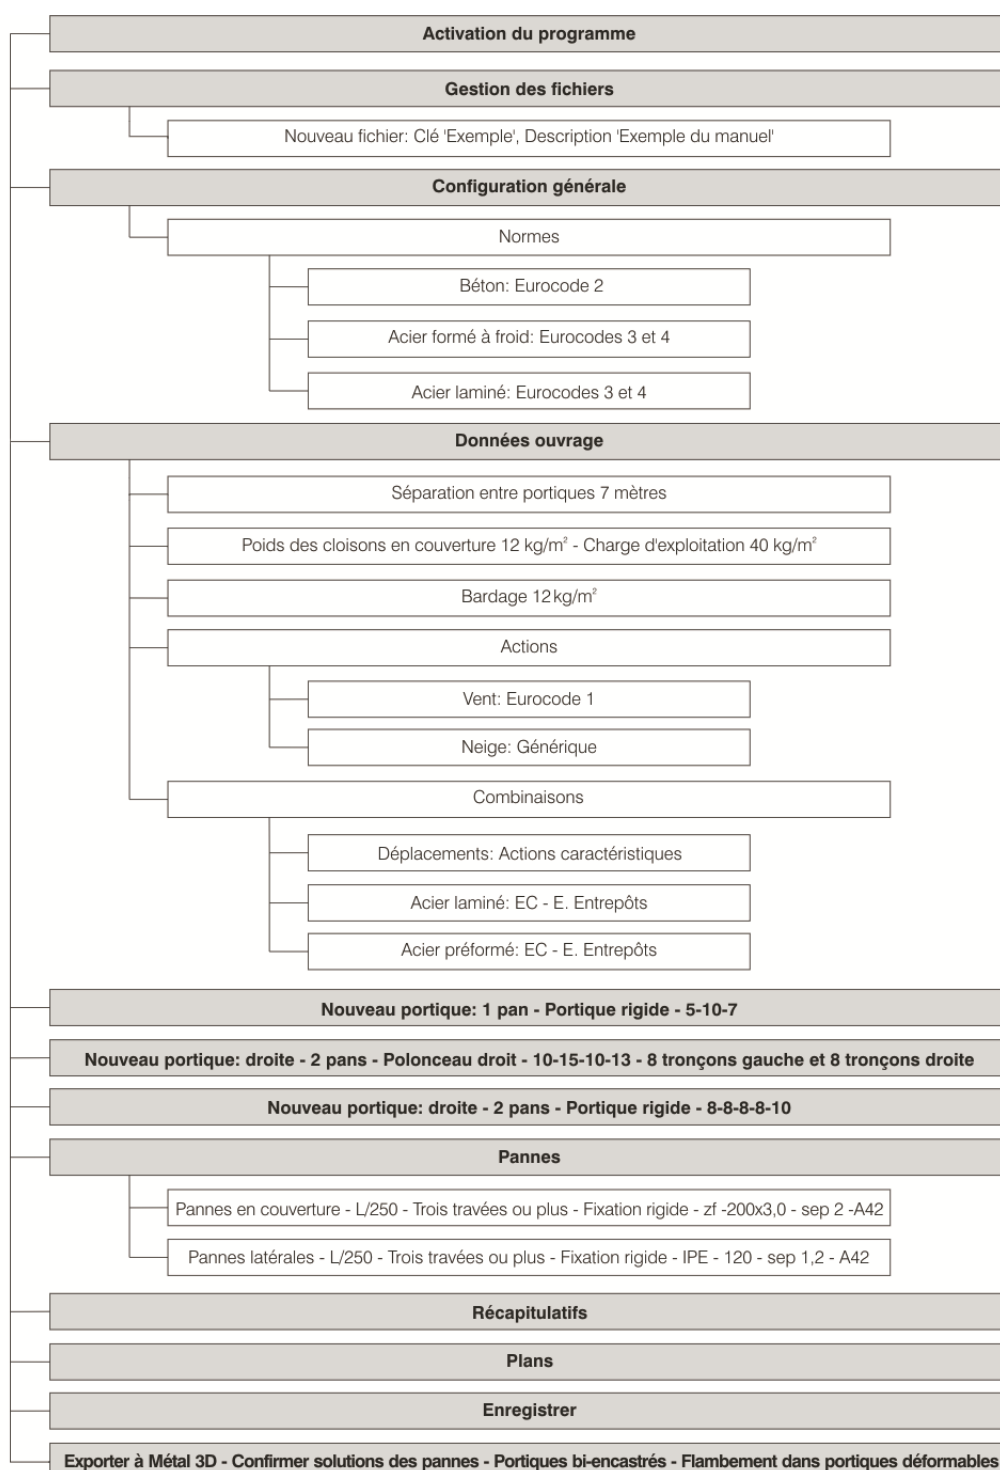 Activation du programme
Gestion des fichiers
Nouveau fichier: Clé 'Exemple', Description 'Exemple du manuel'
Configuration générale
Normes
Béton: Eurocode 2
Acier formé à froid: Eurocodes 3 et 4
Acier laminé: Eurocodes 3 et 4
Données ouvrage
Séparation entre portiques 7 mètres
Poids des cloisons en couverture 12 kg/m² - Charge d'exploitation 40 kg/m²
Bardage 12 kg/m²
Actions
Vent: Eurocode 1
Neige: Générique
Combinaisons
Déplacements: Actions caractéristiques
Acier laminé: EC - E. Entrepôts
Acier préformé: EC - E. Entrepôts
Nouveau portique: 1 pan - Portique rigide - 5-10-7
Nouveau portique: droite - 2 pans - Polonceau droit - 10-15-10-13 - 8 tronçons gauche et 8 tronçons droite
Nouveau portique: droite - 2 pans - Portique rigide - 8-8-8-8-10
Pannes
Pannes en couverture - L/250 - Trois travées ou plus - Fixation rigide - zf -200x3,0 - sep 2 -A42
Pannes latérales - L/250 - Trois travées ou plus - Fixation rigide - IPE - 120 - sep 1,2 - A42
Récapitulatifs
Plans
Enregistrer
Exporter à Métal 3D - Confirmer solutions des pannes - Portiques bi-encastrés - Flambement dans portiques déformables